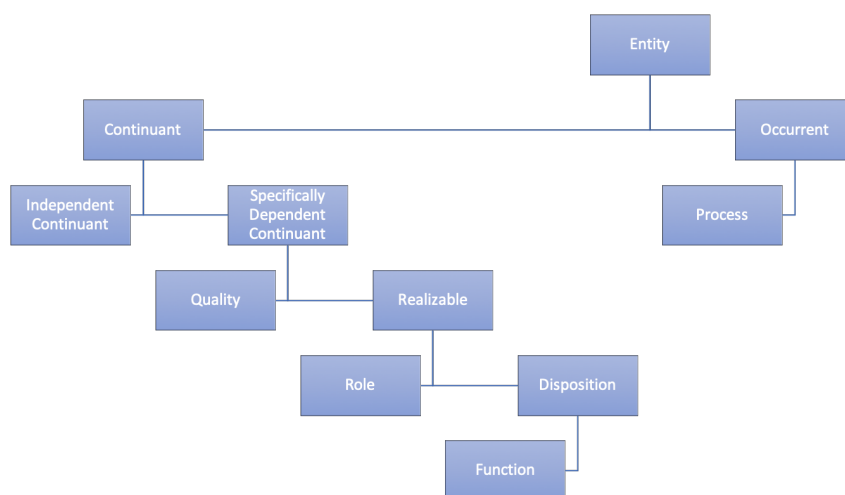 Entity
Continuant
Occurrent
Independent
Continuant
Specifically
Dependent
Continuant
Process
Quality
Realizable
Role
Disposition
Function